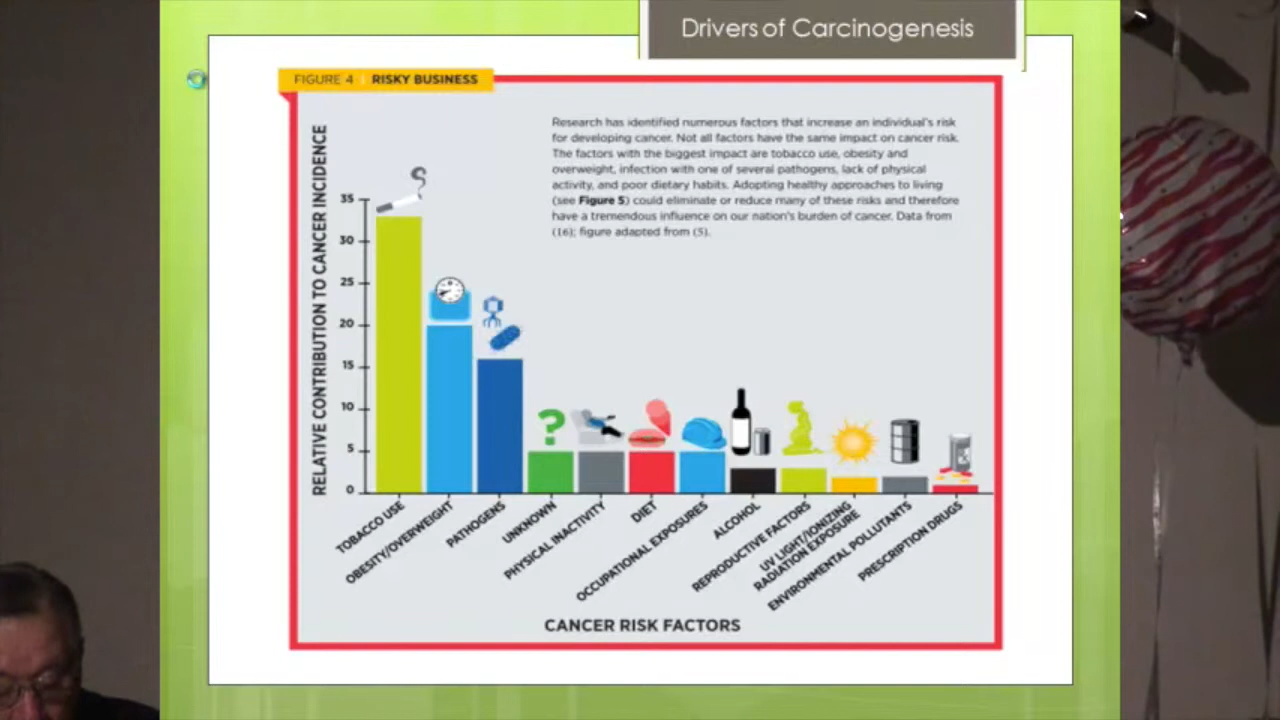 Drivers of Carcinogenesis
FIGURE 4 | RISKY BUSINESS
Research has identified numerous factors that increase an individual's risk
for developing cancer. Not all factors have the same impact on cancer risk.
The factors with the biggest impact are tobacco use, obesity and
overweight, infection with one of several pathogens, lack of physical
activity, and poor dietary habits. Adopting healthy approaches to living
(see Figure 5) could eliminate or reduce many of these risks and therefore
have a tremendous influence on our nation's burden of cancer. Data from
(16); figure adapted from (5).
RELATIVE CONTRIBUTION TO CANCER INCIDENCE
35
30
25
20
15
10
5
0
TOBACCO USE
OBESITY/OVERWEIGHT
PATHOGENS
UNKNOWN
PHYSICAL INACTIVITY
DIET
OCCUPATIONAL EXPOSURES
ALCOHOL
REPRODUCTIVE FACTORS
UV LIGHT/IONIZING
RADIATION EXPOSURE
ENVIRONMENTAL POLLUTANTS
PRESCRIPTION DRUGS
CANCER RISK FACTORS